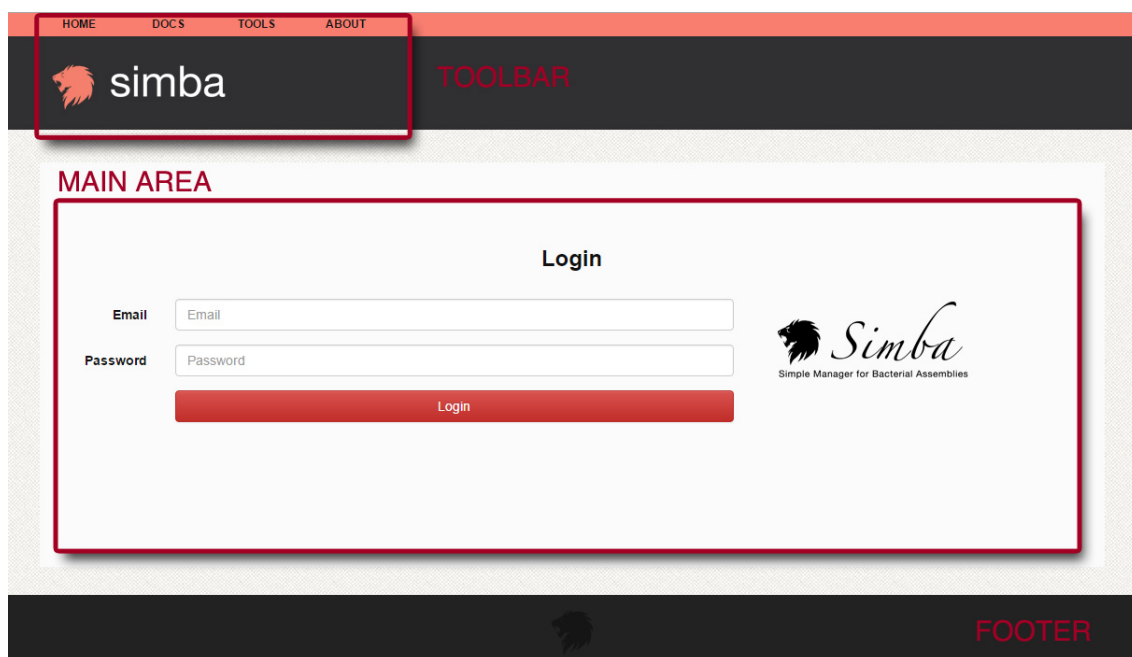 HOME DOCS TOOLS ABOUT
simba
TOOLBAR
MAIN AREA
Login
Email Email
Password Password
Login
Simba
Simple Manager for Bacterial Assemblies
FOOTER